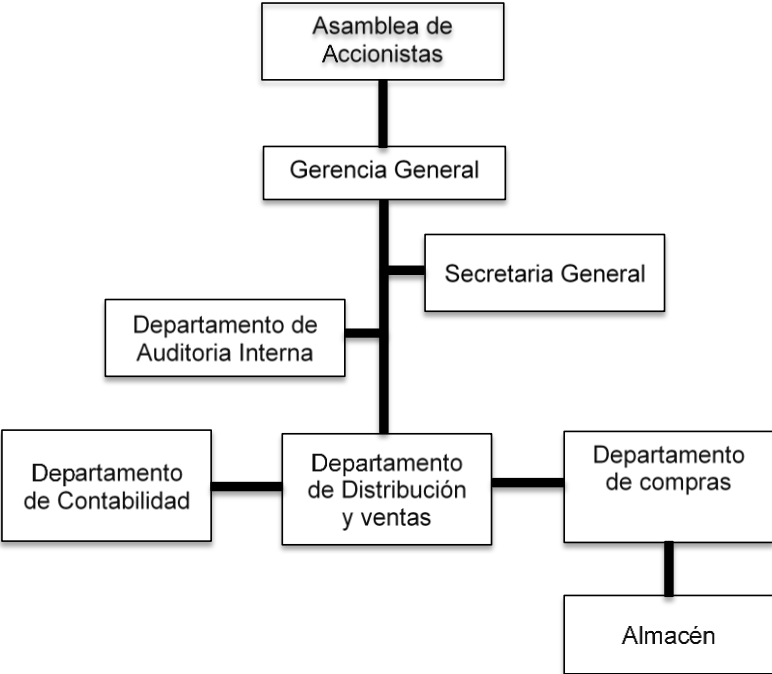 Asamblea de
Accionistas
Gerencia General
Secretaria General
Departamento de
Auditoria Interna
Departamento
de Contabilidad
Departamento
de Distribución
y ventas
Departamento
de compras
Almacén